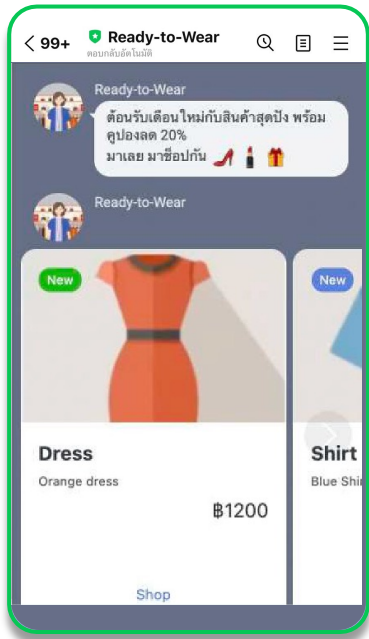 99+
Ready-to-Wear
ตอบกลับอัตโนมัติ
Ready-to-Wear
ต้อนรับเดือนใหม่กับสินค้าสุดปัง พร้อม
คูปองลด 20%
มาเลย มาช็อปกัน 👠 💄 🎁
Ready-to-Wear
New
Dress
Orange dress
฿1200
Shop
New
Shirt
Blue Shi